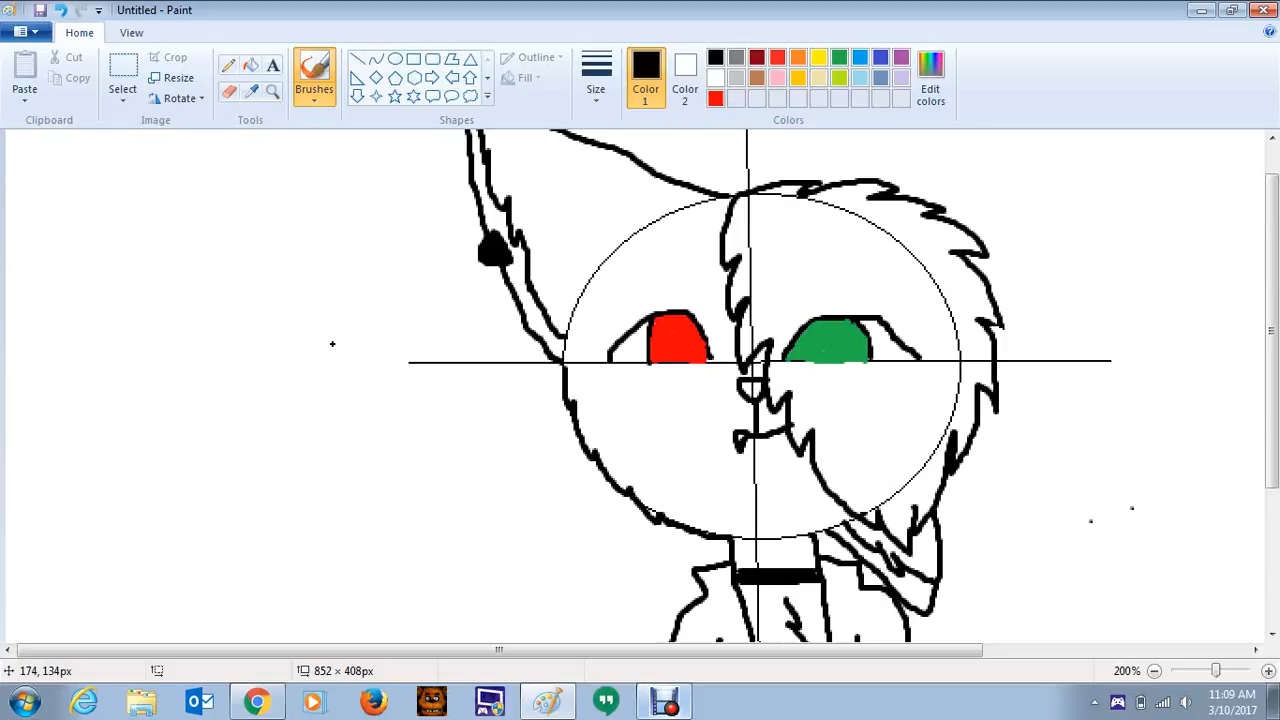 Untitled - Paint
Home View
Paste
Cut
Copy
Clipboard
Select
Crop
Resize
Rotate
Image
Tools
Brushes
Outline
Fill
Shapes
Size
Color 1
Color 2
Edit colors
Colors
174, 134px
852 × 408px
200%
11:09 AM
3/10/2017